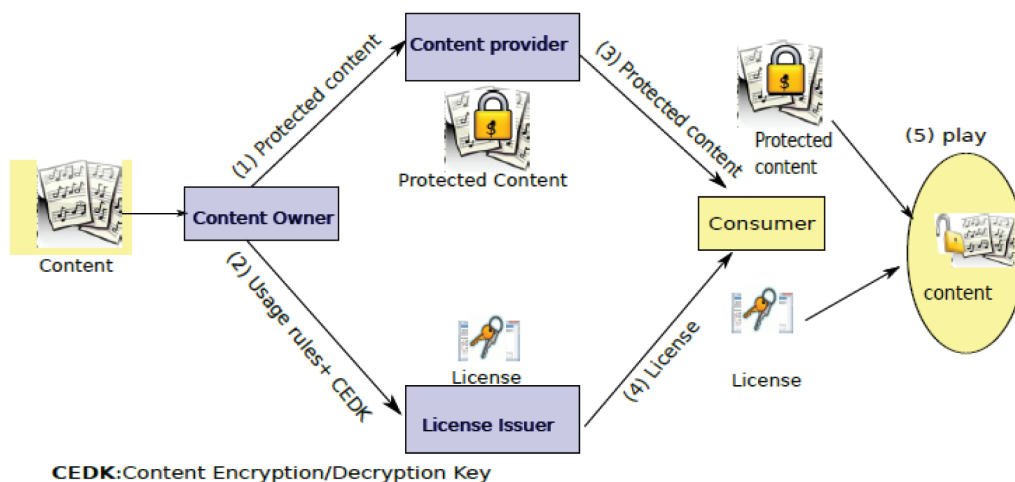 Content provider
(1) Protected content
(3) Protected content
$
Protected Content
$
Protected
content
(5) play
Content
Content Owner
Consumer
content
(2) Usage rules+ CEDK
License
(4) License
License
License Issuer
CEDK:Content Encryption/Decryption Key